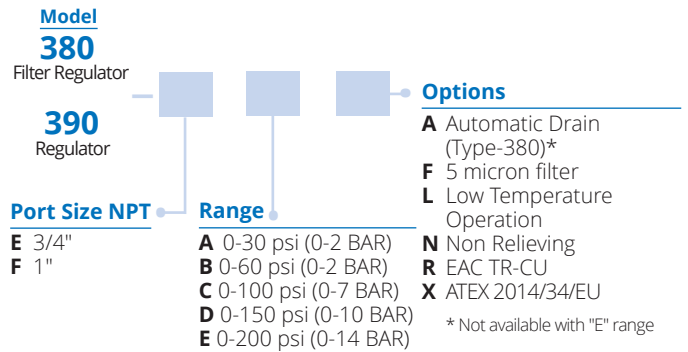 Model
380
Filter Regulator
390
Regulator
Port Size NPT
E 3/4"
F 1"
Range
A 0-30 psi (0-2 BAR)
B 0-60 psi (0-2 BAR)
C 0-100 psi (0-7 BAR)
D 0-150 psi (0-10 BAR)
E 0-200 psi (0-14 BAR)
Options
A Automatic Drain
(Type-380)*
F 5 micron filter
L Low Temperature
Operation
N Non Relieving
R EAC TR-CU
X ATEX 2014/34/EU
* Not available with "E" range